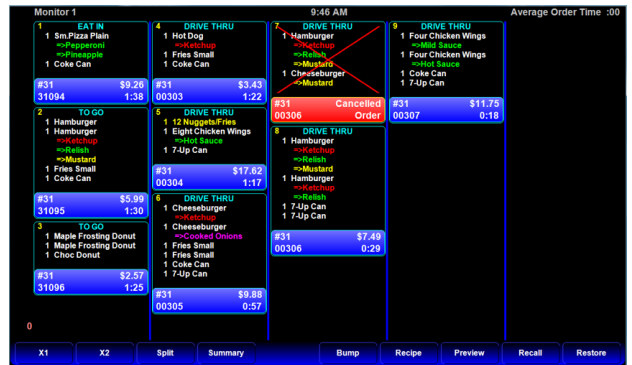 Monitor 1
9:46 AM
Average Order Time :00
1 EAT IN
1 Sm.Pizza Plain
=>Pepperoni
=>Pineapple
1 Coke Can
#31 $9.26
31094 1:38
2 TO GO
1 Hamburger
1 Hamburger
=>Ketchup
=>Relish
=>Mustard
1 Fries Small
1 Coke Can
#31 $5.99
31095 1:30
3 TO GO
1 Maple Frosting Donut
1 Maple Frosting Donut
1 Choc Donut
#31 $2.57
31096 1:25
4 DRIVE THRU
1 Hot Dog
=>Ketchup
1 Fries Small
1 Coke Can
#31 $3.43
00303 1:22
5 DRIVE THRU
1 12 Nuggets/Fries
1 Eight Chicken Wings
=>Hot Sauce
1 7-Up Can
#31 $17.62
00304 1:17
6 DRIVE THRU
1 Cheeseburger
=>Ketchup
1 Cheeseburger
=>Cooked Onions
1 Fries Small
1 Fries Small
1 Coke Can
1 7-Up Can
#31 $9.88
00305 0:57
7 DRIVE THRU
1 Hamburger
=>Ketchup
=>Relish
=>Mustard
1 Cheeseburger
=>Mustard
#31 Cancelled
00306 Order
8 DRIVE THRU
1 Hamburger
=>Ketchup
=>Relish
=>Mustard
1 Hamburger
=>Ketchup
=>Relish
1 7-Up Can
1 7-Up Can
#31 $7.49
00306 0:29
9 DRIVE THRU
1 Four Chicken Wings
=>Mild Sauce
1 Four Chicken Wings
=>Hot Sauce
1 Coke Can
1 7-Up Can
#31 $11.75
00307 0:18
0
X1 X2 Split Summary Bump Recipe Preview Recall Restore